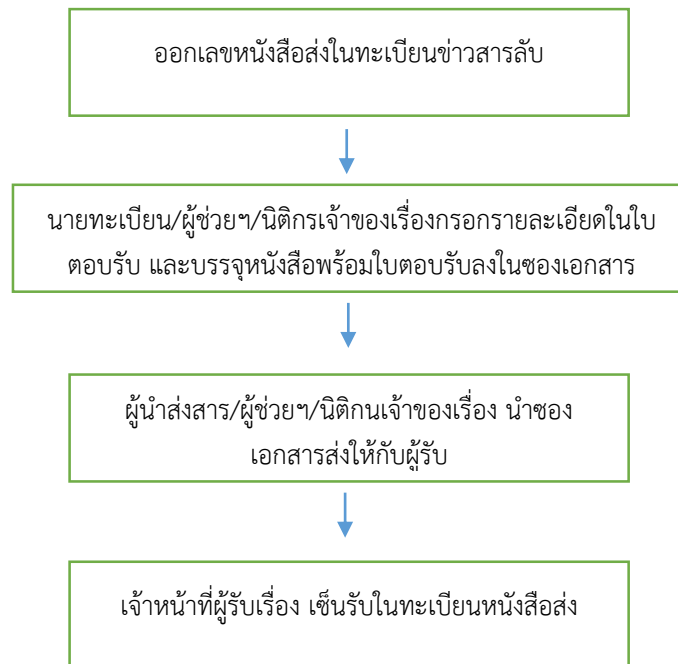 ออกเลขหนังสือส่งในทะเบียนข่าวสารลับ
นายทะเบียน/ผู้ช่วยฯ/นิติกรเจ้าของเรื่องกรอกรายละเอียดในใบ
ตอบรับ และบรรจุหนังสือพร้อมใบตอบรับลงในซองเอกสาร
ผู้นำส่งสาร/ผู้ช่วยฯ/นิติกนเจ้าของเรื่อง นำซอง
เอกสารส่งให้กับผู้รับ
เจ้าหน้าที่ผู้รับเรื่อง เซ็นรับในทะเบียนหนังสือส่ง